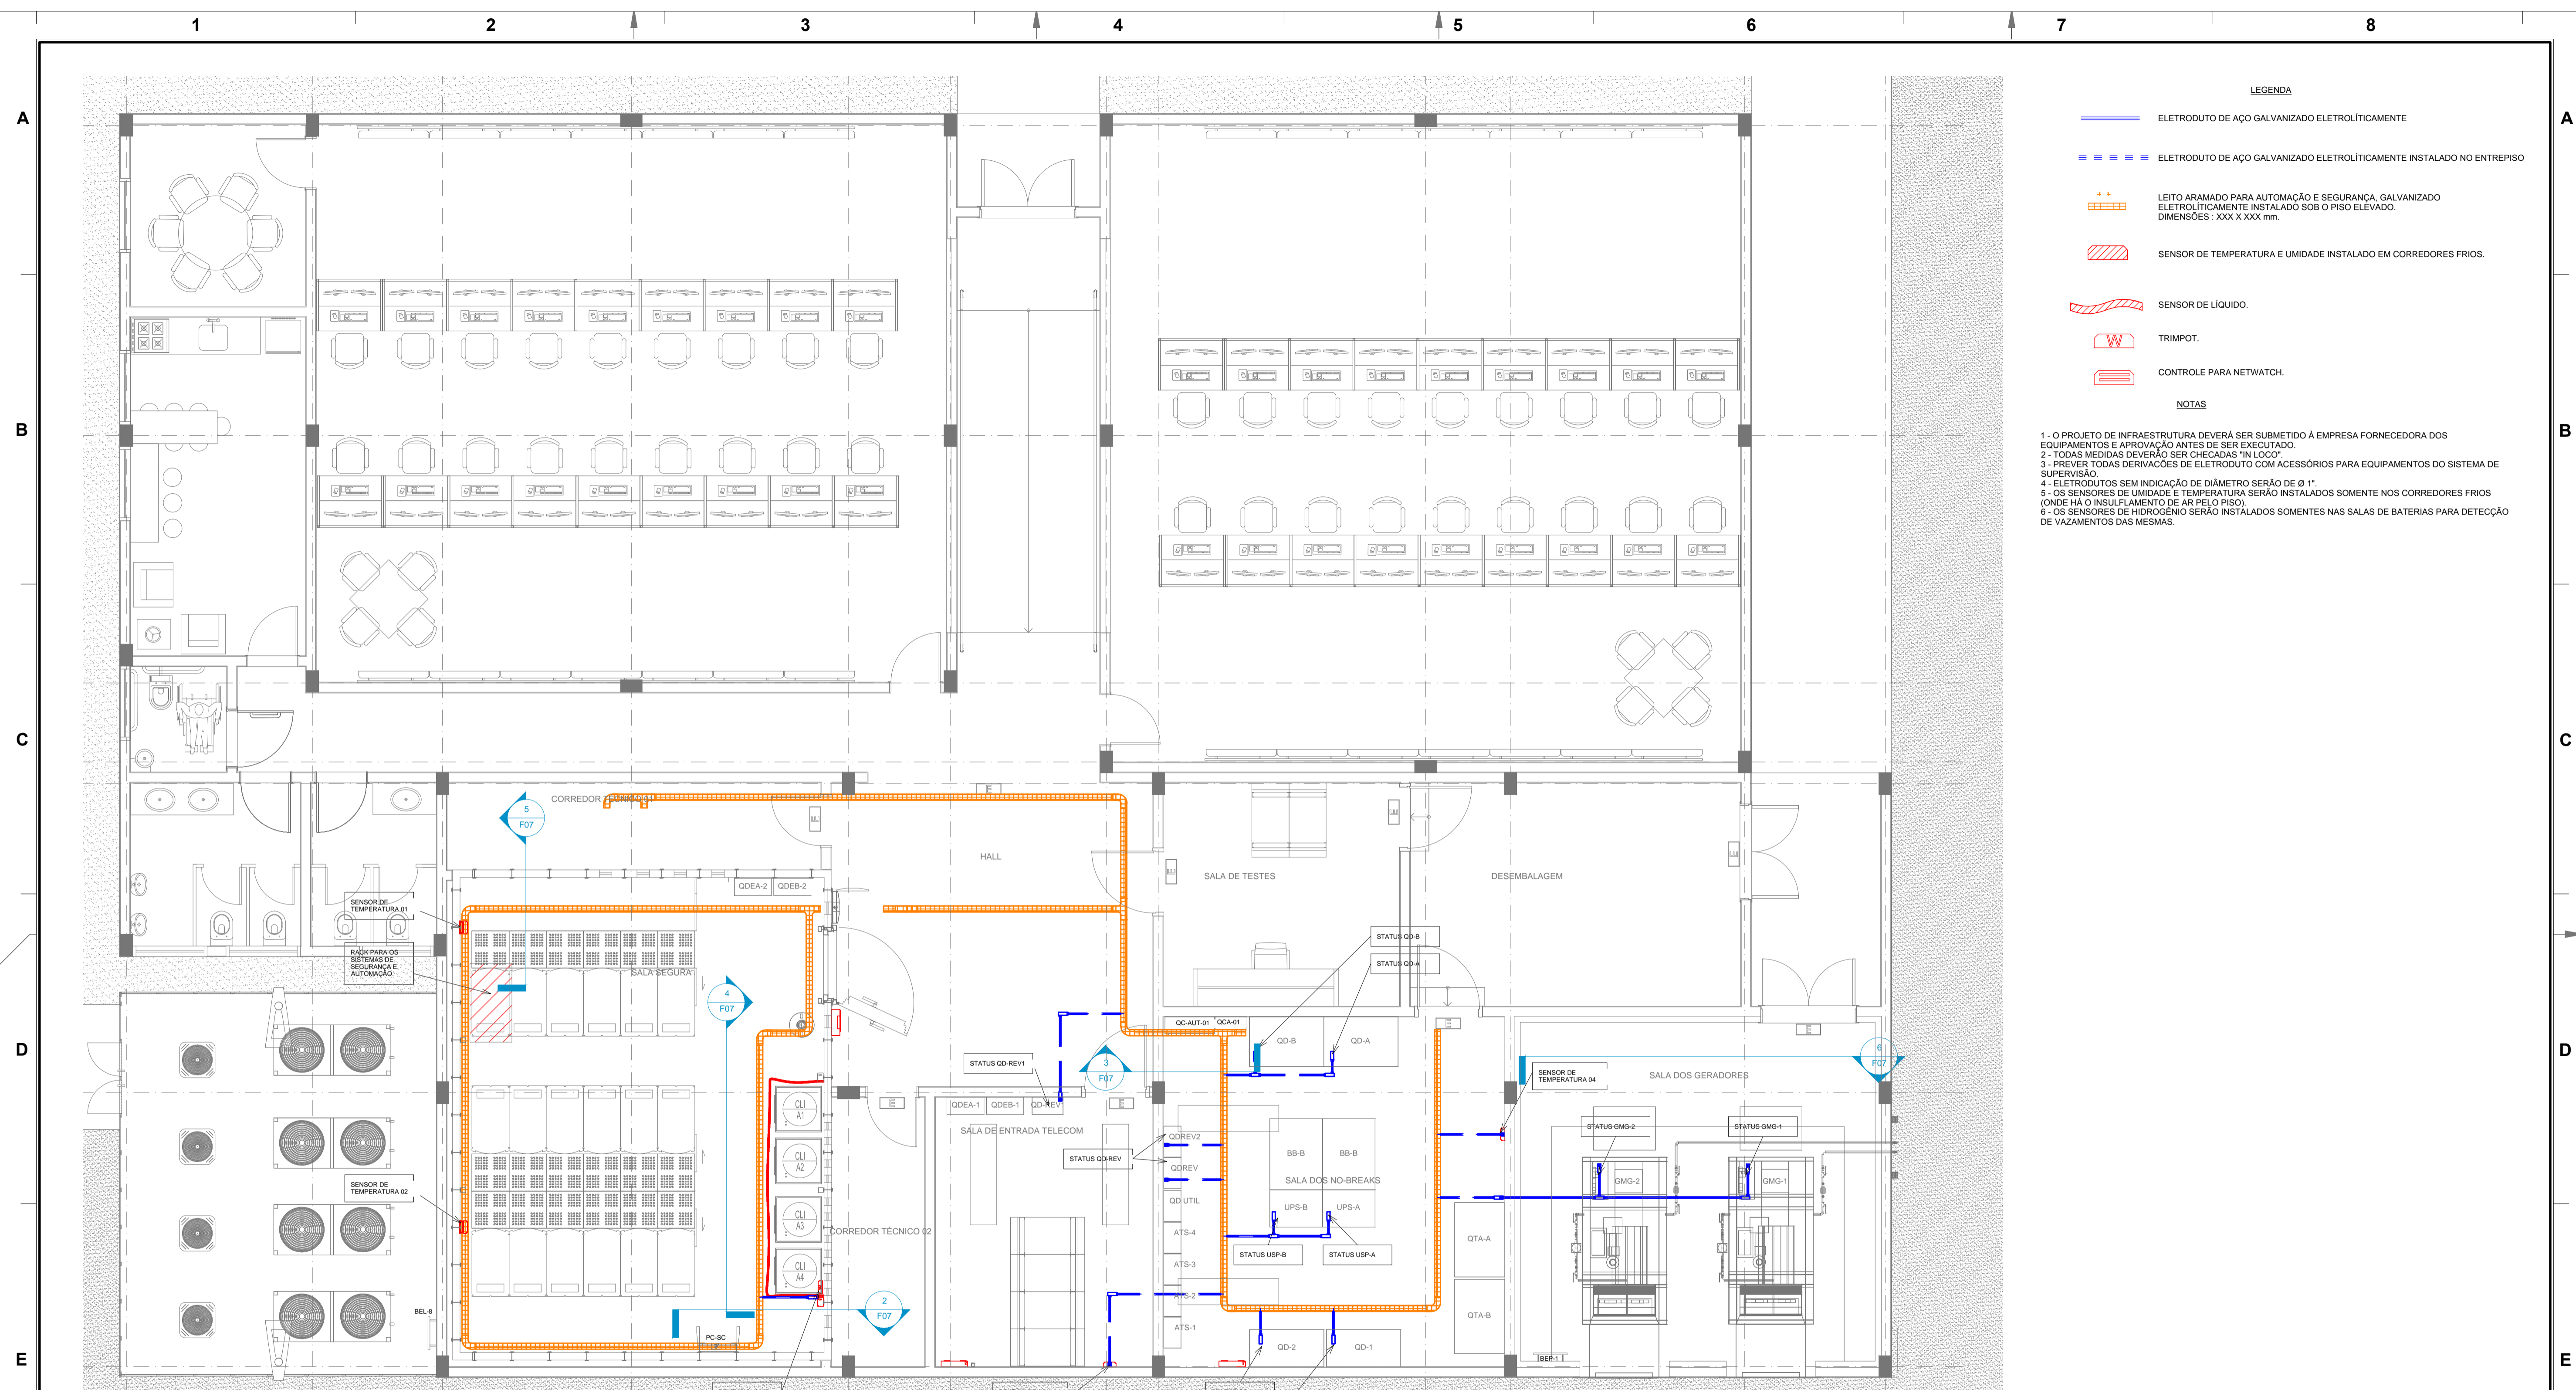 1 2 3 4 5 6 7 8
A
A
B
B
C
C
D
D
E
E
LEGENDA
ELETRODUTO DE AÇO GALVANIZADO ELETROLÍTICAMENTE
ELETRODUTO DE AÇO GALVANIZADO ELETROLÍTICAMENTE INSTALADO NO ENTREPISO
LEITO ARAMADO PARA AUTOMAÇÃO E SEGURANÇA, GALVANIZADO
ELETROLÍTICAMENTE INSTALADO SOB O PISO ELEVADO.
DIMENSÕES : XXX X XXX mm.
SENSOR DE TEMPERATURA E UMIDADE INSTALADO EM CORREDORES FRIOS.
SENSOR DE LÍQUIDO.
TRIMPOT.
CONTROLE PARA NETWATCH.
NOTAS
1 - O PROJETO DE INFRAESTRUTURA DEVERÁ SER SUBMETIDO À EMPRESA FORNECEDORA DOS
EQUIPAMENTOS E APROVAÇÃO ANTES DE SER EXECUTADO.
2 - TODAS MEDIDAS DEVERÃO SER CHECADAS "IN LOCO".
3 - PREVER TODAS DERIVACÕES DE ELETRODUTO COM ACESSÓRIOS PARA EQUIPAMENTOS DO SISTEMA DE
SUPERVISÃO.
4 - ELETRODUTOS SEM INDICAÇÃO DE DIÂMETRO SERÃO DE Ø 1".
5 - OS SENSORES DE UMIDADE E TEMPERATURA SERÃO INSTALADOS SOMENTE NOS CORREDORES FRIOS
(ONDE HÁ O INSULFLAMENTO DE AR PELO PISO).
6 - OS SENSORES DE HIDROGÊNIO SERÃO INSTALADOS SOMENTES NAS SALAS DE BATERIAS PARA DETECÇÃO
DE VAZAMENTOS DAS MESMAS.
CORREDOR TÉCNICO 01
5
F07
HALL
SALA DE TESTES
DESEMBALAGEM
QDEA-2
QDEB-2
SENSOR DE
TEMPERATURA 01
RACK PARA OS
SISTEMAS DE
SEGURANÇA E
AUTOMAÇÃO
SALA SEGURA
4
F07
STATUS QD-B
STATUS QD-A
QC-AUT-01
QCA-01
QD-B
QD-A
STATUS QD-REV1
3
F07
6
F07
SENSOR DE
TEMPERATURA 04
SALA DOS GERADORES
CLI
A1
CLI
A2
CLI
A3
CLI
A4
QDEA-1
QDEB-1
QD-REV1
SALA DE ENTRADA TELECOM
STATUS QD-REV
QDREV2
QDREV
QD UTIL
ATS-4
ATS-3
ATS-2
ATS-1
BB-B
BB-B
SALA DOS NO-BREAKS
UPS-B
UPS-A
STATUS USP-B
STATUS USP-A
STATUS GMG-2
STATUS GMG-1
GMG-2
GMG-1
SENSOR DE
TEMPERATURA 02
CORREDOR TÉCNICO 02
QTA-A
QTA-B
2
F07
BEL-8
PC-SC
QD-2
QD-1
BEP-1
E
E
E
E
E
E
E
E
E
E